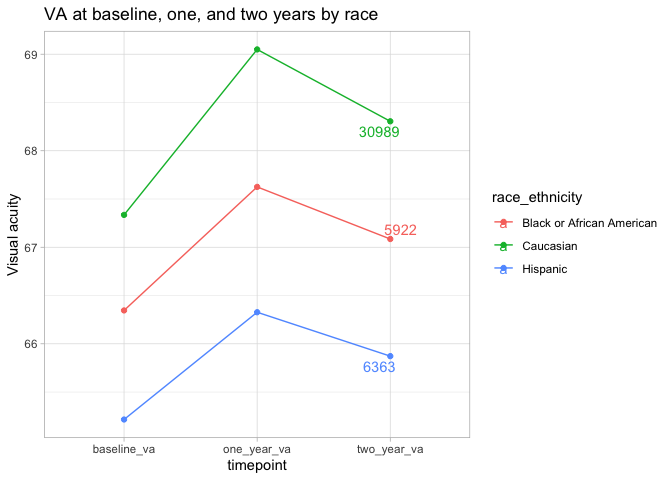 VA at baseline, one, and two years by race
69
68
67
66
Visual acuity
30989
5922
6363
baseline_va
one_year_va
two_year_va
timepoint
race_ethnicity
a Black or African American
a Caucasian
a Hispanic